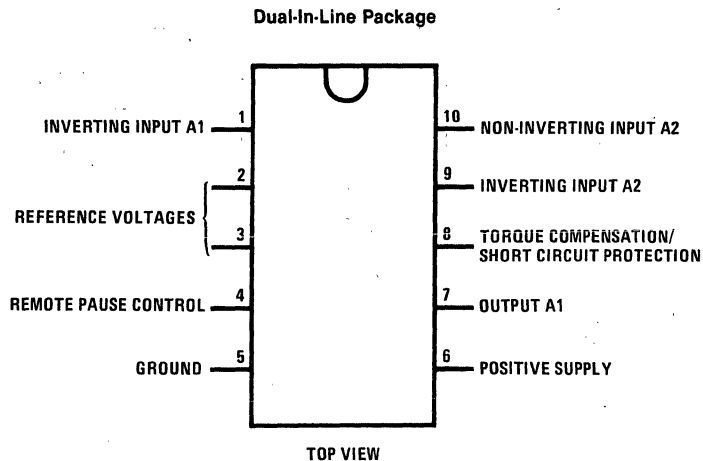 Dual-In-Line Package
INVERTING INPUT A1
1
2
REFERENCE VOLTAGES
3
REMOTE PAUSE CONTROL
4
GROUND
5
10
NON-INVERTING INPUT A2
9
INVERTING INPUT A2
8
TORQUE COMPENSATION/
SHORT CIRCUIT PROTECTION
7
OUTPUT A1
6
POSITIVE SUPPLY
TOP VIEW